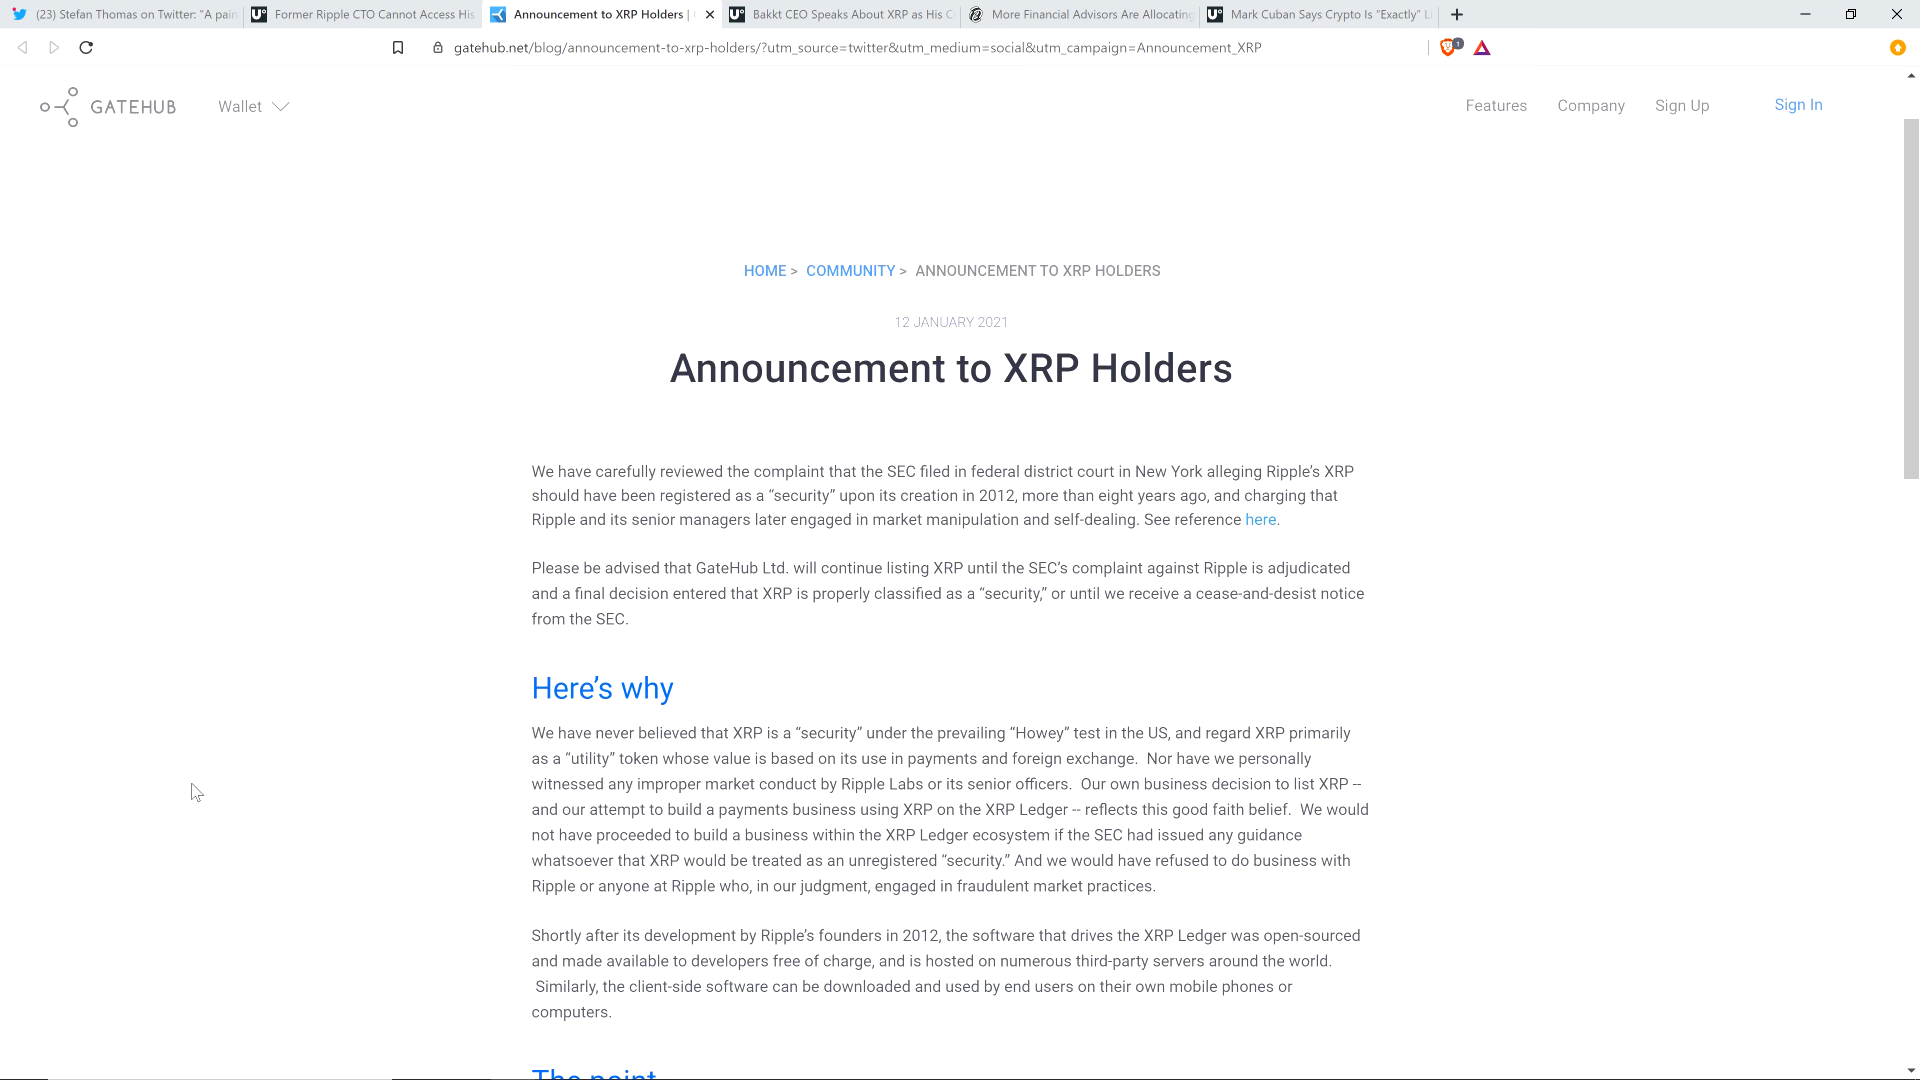 (23) Stefan Thomas on Twitter: "A pain
Former Ripple CTO Cannot Access His
Announcement to XRP Holders |
Bakkt CEO Speaks About XRP as His C
More Financial Advisors Are Allocating
Mark Cuban Says Crypto Is "Exactly" L
gatehub.net/blog/announcement-to-xrp-holders/?utm_source=twitter&utm_medium=social&utm_campaign=Announcement_XRP
1
GATEHUB
Wallet
Features
Company
Sign Up
Sign In
HOME > COMMUNITY > ANNOUNCEMENT TO XRP HOLDERS
12 JANUARY 2021
Announcement to XRP Holders
We have carefully reviewed the complaint that the SEC filed in federal district court in New York alleging Ripple's XRP
should have been registered as a “security” upon its creation in 2012, more than eight years ago, and charging that
Ripple and its senior managers later engaged in market manipulation and self-dealing. See reference here.
Please be advised that GateHub Ltd. will continue listing XRP until the SEC's complaint against Ripple is adjudicated
and a final decision entered that XRP is properly classified as a “security,” or until we receive a cease-and-desist notice
from the SEC.
Here's why
We have never believed that XRP is a “security” under the prevailing “Howey” test in the US, and regard XRP primarily
as a “utility” token whose value is based on its use in payments and foreign exchange.  Nor have we personally
witnessed any improper market conduct by Ripple Labs or its senior officers.  Our own business decision to list XRP --
and our attempt to build a payments business using XRP on the XRP Ledger -- reflects this good faith belief.  We would
not have proceeded to build a business within the XRP Ledger ecosystem if the SEC had issued any guidance
whatsoever that XRP would be treated as an unregistered “security.” And we would have refused to do business with
Ripple or anyone at Ripple who, in our judgment, engaged in fraudulent market practices.
Shortly after its development by Ripple's founders in 2012, the software that drives the XRP Ledger was open-sourced
and made available to developers free of charge, and is hosted on numerous third-party servers around the world.
Similarly, the client-side software can be downloaded and used by end users on their own mobile phones or
computers.
The point